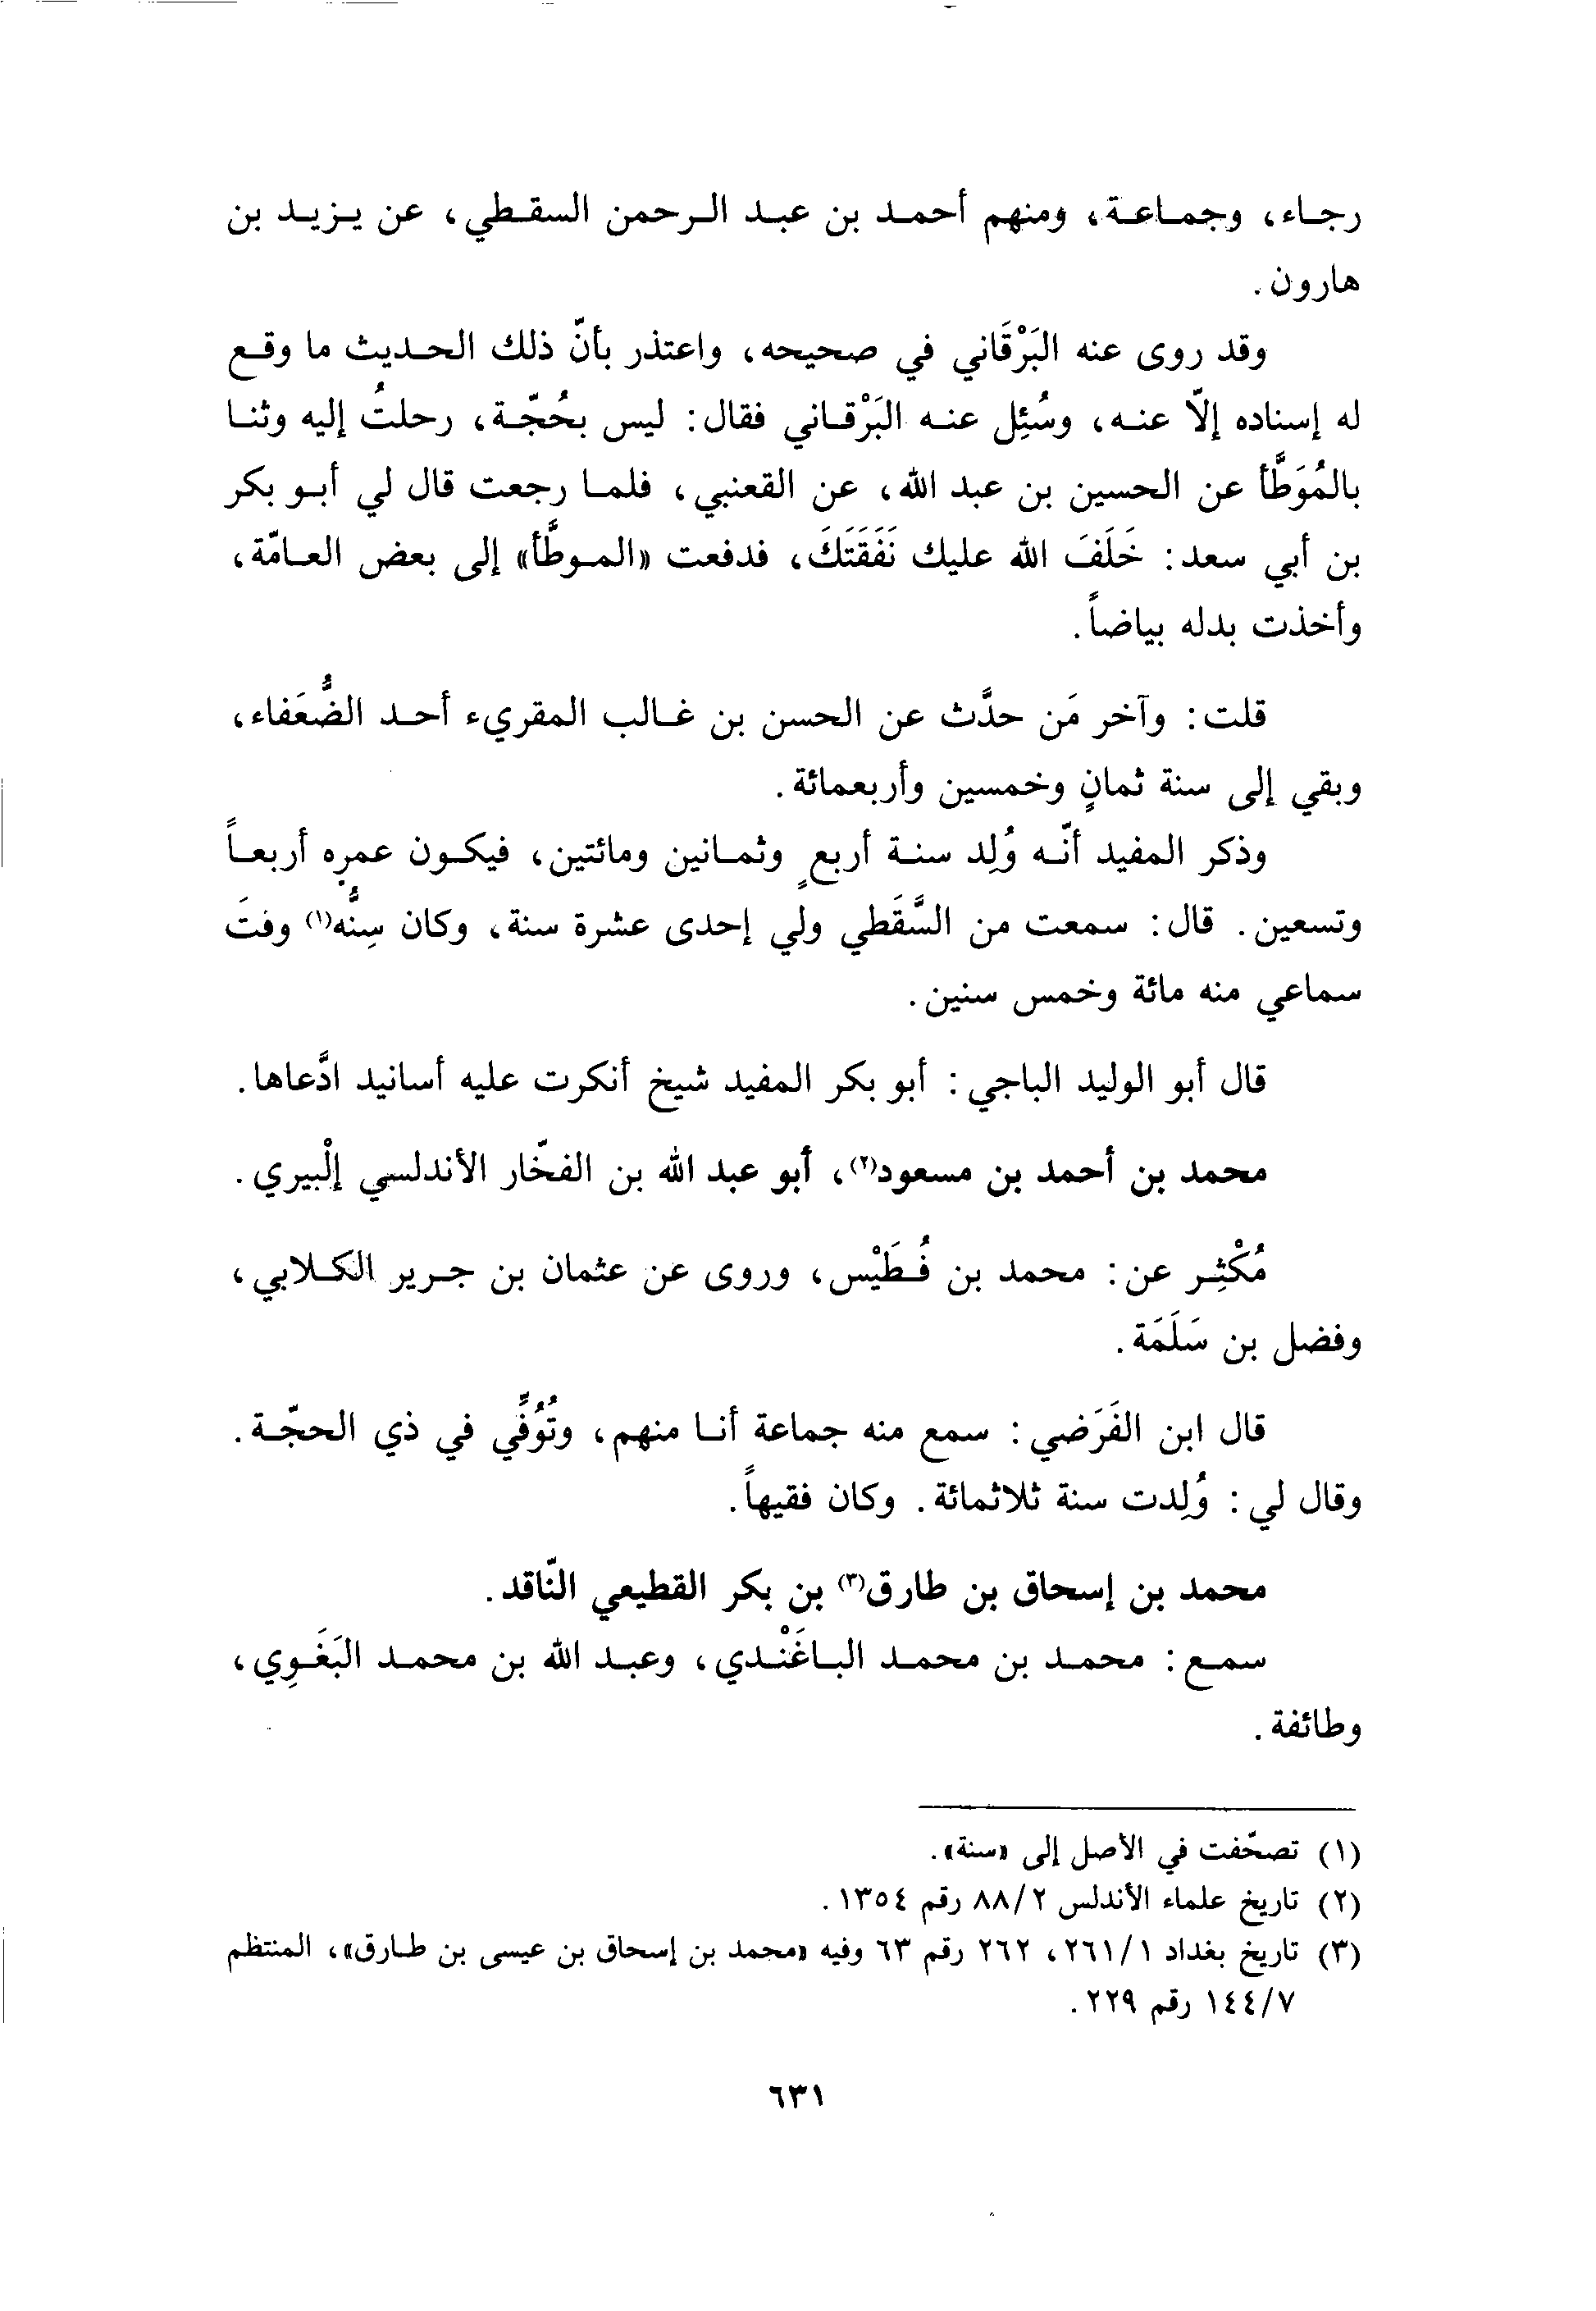 رجاء، وجماعة، ومنهم أحمد بن عبد الرحمن السقطي، عن يزيد بن
هارون.
وقد روى عنه البَرْقَاني في صحيحه، واعتذر بأنّ ذلك الحديث ما وقع
له إسناده إلّا عنه، وسُئِل عنه البَرْقاني فقال: ليس بحُجّة، رحلتُ إليه وثنا
بالمُوَطَّأ عن الحسين بن عبد الله، عن القعنبي، فلما رجعت قال لي أبو بكر
بن أبي سعد: خَلَفَ الله عليك نَفَقَتَكَ، فدفعت «الموطَّأ» إلى بعض العامّة،
وأخذت بدله بياضاً.
قلت: وآخر مَن حدَّث عن الحسن بن غالب المقريء أحد الضُّعَفاء،
وبقي إلى سنة ثمانٍ وخمسين وأربعمائة.
وذكر المفيد أنّه وُلِد سنة أربعٍ وثمانين ومائتين، فيكون عمره أربعاً
وتسعين. قال: سمعت من السَّقَطي ولي إحدى عشرة سنة، وكان سِنُّه(١) وقتَ
سماعي منه مائة وخمس سنين.
قال أبو الوليد الباجي: أبو بكر المفيد شيخ أنكرت عليه أسانيد ادَّعاها.
محمد بن أحمد بن مسعود(٢)، أبو عبد الله بن الفخّار الأندلسي إلْبيري.
مُكْثِر عن: محمد بن فُطَيْس، وروى عن عثمان بن جرير الكلابي،
وفضل بن سَلَمَة.
قال ابن الفَرَضي: سمع منه جماعة أنا منهم، وتُوُفِّي في ذي الحجّة.
وقال لي: وُلِدت سنة ثلاثمائة. وكان فقيهاً.
محمد بن إسحاق بن طارق(٣) بن بكر القطيعي النّاقد.
سمع: محمد بن محمد الباغَنْدي، وعبد الله بن محمد البَغَوِي،
وطائفة.
(١) تصحّفت في الأصل إلى «سنة».
(٢) تاريخ علماء الأندلس ٨٨/٢ رقم ١٣٥٤.
(٣) تاريخ بغداد ٢٦١/١، ٢٦٢ رقم ٦٣ وفيه «محمد بن إسحاق بن عيسى بن طارق»، المنتظم
١٤٤/٧ رقم ٢٢٩.
٦٣١